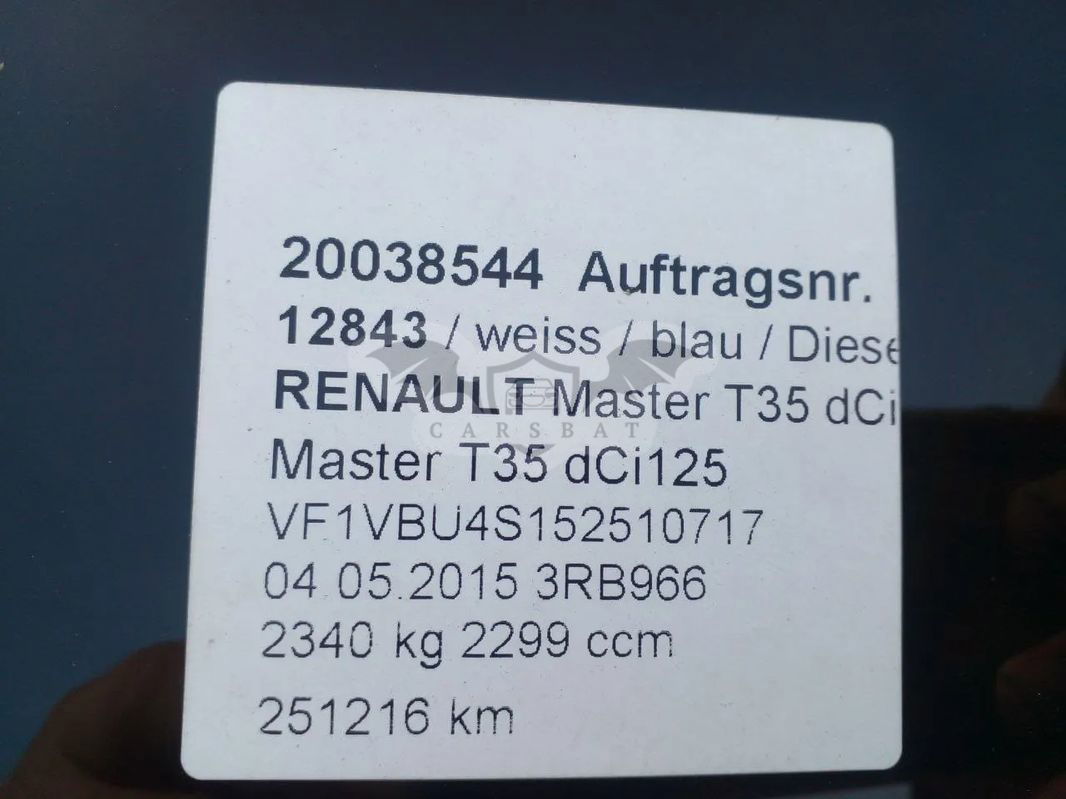 20038544 Auftragsnr.
12843 / weiss / blau / Diese
RENAULT Master T35 dCi
CARSBAT
Master T35 dCi125
VF1VBU4S152510717
04.05.2015 3RB966
2340 kg 2299 ccm
251216 km